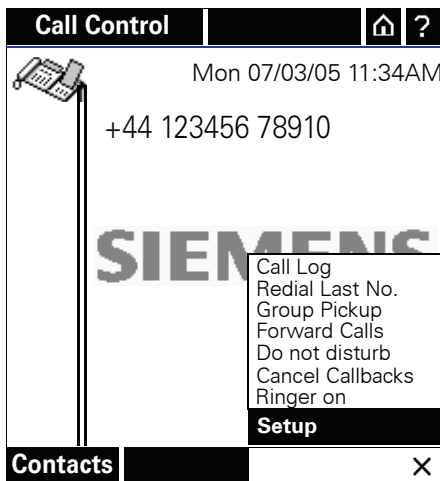 Call Control ?
Mon 07/03/05 11:34AM
+44 123456 78910
SIEMENS
Call Log
Redial Last No.
Group Pickup
Forward Calls
Do not disturb
Cancel Callbacks
Ringer on
Setup
Contacts